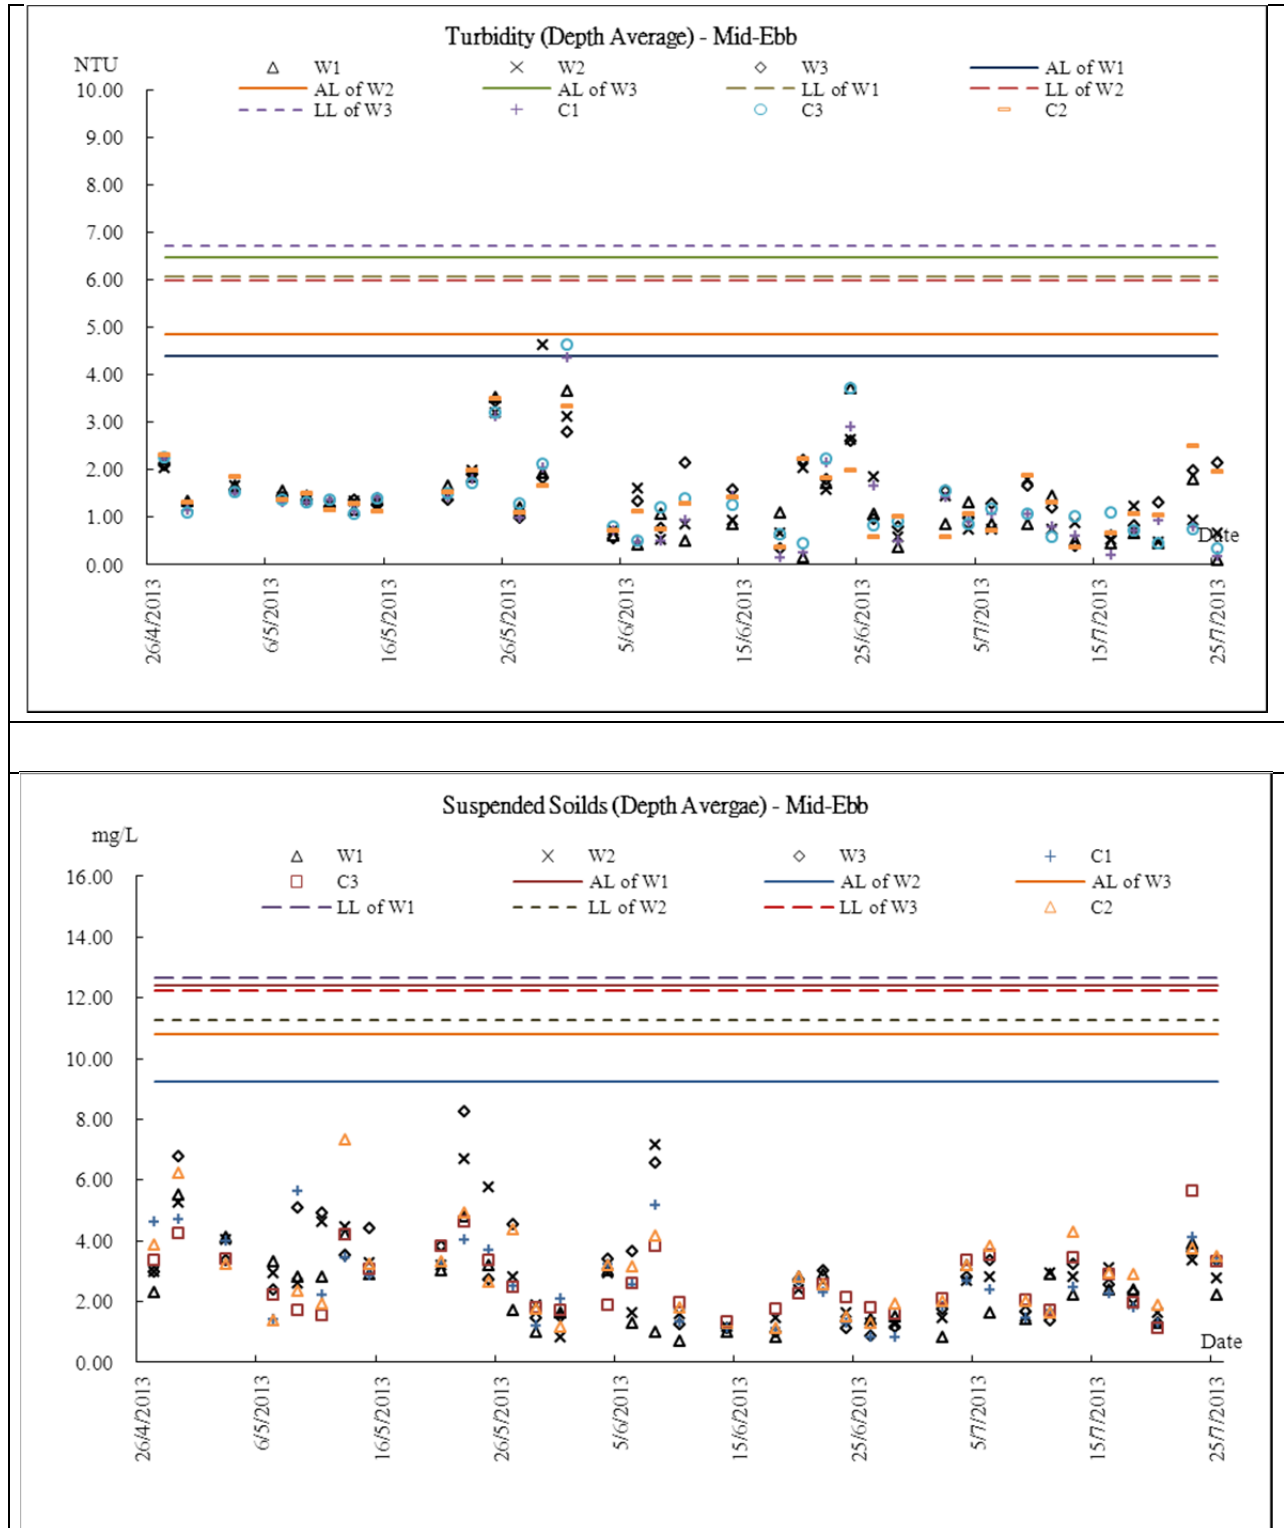 Turbidity (Depth Average) - Mid-Ebb
NTU
W1 W2 W3 AL of W1
AL of W2 AL of W3 LL of W1 LL of W2
LL of W3 C1 C3 C2
10.00
9.00
8.00
7.00
6.00
5.00
4.00
3.00
2.00
1.00
0.00
Date
26/4/2013 6/5/2013 16/5/2013 26/5/2013 5/6/2013 15/6/2013 25/6/2013 5/7/2013 15/7/2013 25/7/2013
Suspended Soilds (Depth Avergae) - Mid-Ebb
mg/L
W1 W2 W3 C1
C3 AL of W1 AL of W2 AL of W3
LL of W1 LL of W2 LL of W3 C2
16.00
14.00
12.00
10.00
8.00
6.00
4.00
2.00
0.00
Date
26/4/2013 6/5/2013 16/5/2013 26/5/2013 5/6/2013 15/6/2013 25/6/2013 5/7/2013 15/7/2013 25/7/2013